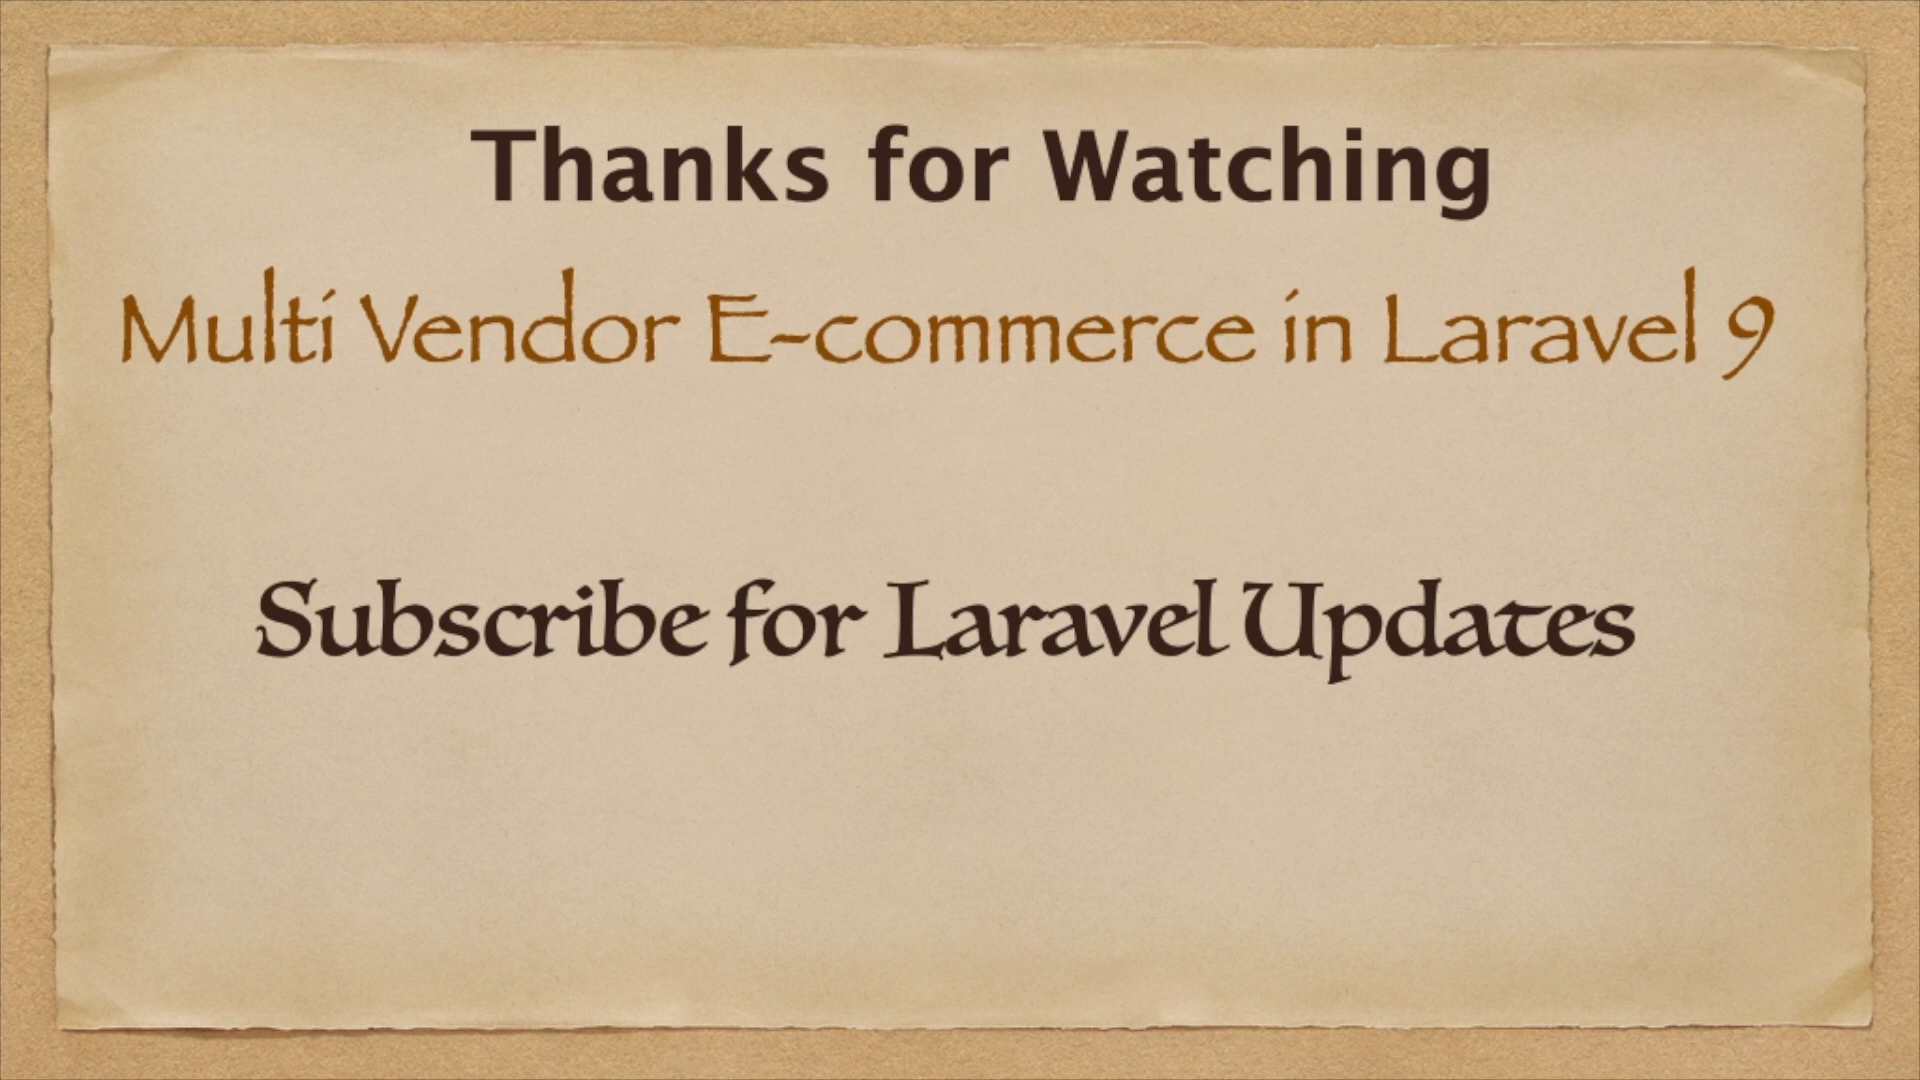 Thanks for Watching
Multi Vendor E-commerce in Laravel 9
Subscribe for Laravel Updates